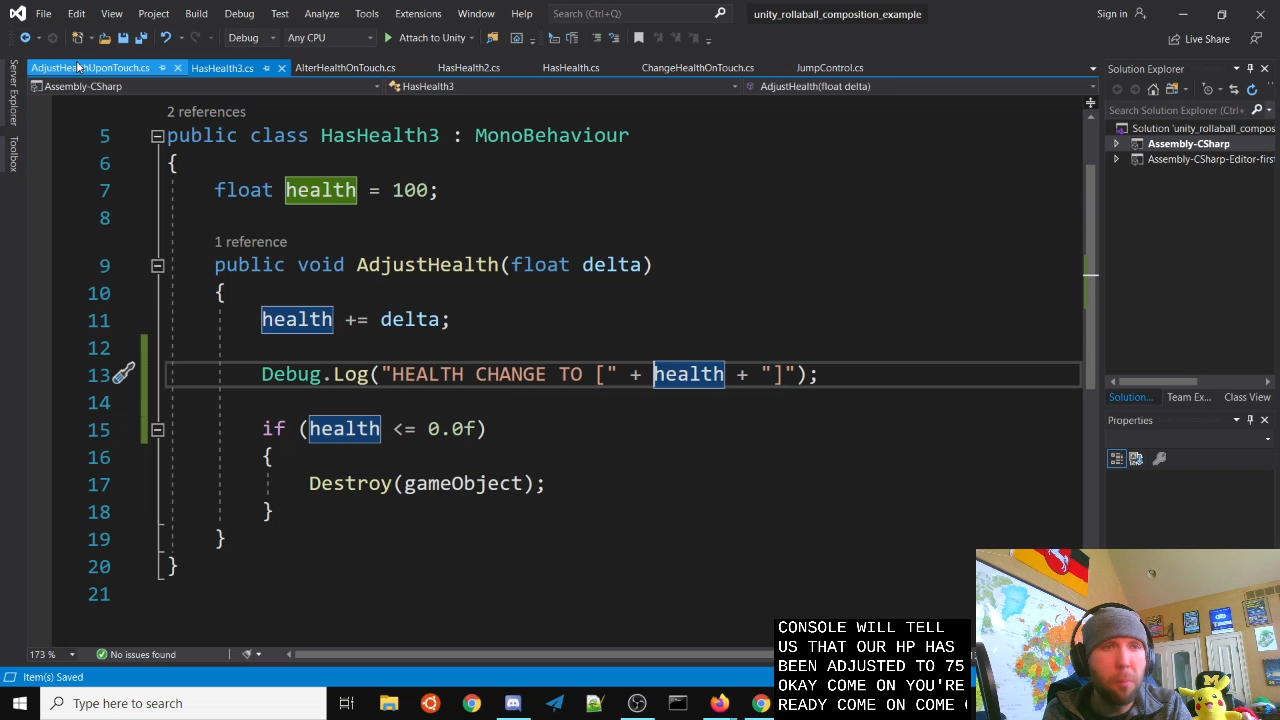 File Edit View Project Build Debug Test Analyze Tools Extensions Window Help Search (Ctrl+Q) unity_rollaball_composition_example Sign in
Debug Any CPU Attach to Unity Live Share
AdjustHealthUponTouch.cs HasHealth3.cs AlterHealthOnTouch.cs HasHealth2.cs HasHealth.cs ChangeHealthOnTouch.cs JumpControl.cs
Assembly-CSharp HasHealth3 AdjustHealth(float delta)
Server Explorer
Toolbox
2 references
5 public class HasHealth3 : MonoBehaviour
6 {
7 float health = 100;
8
1 reference
9 public void AdjustHealth(float delta)
10 {
11 health += delta;
12
13 Debug.Log("HEALTH CHANGE TO [" + health + "]");
14
15 if (health <= 0.0f)
16 {
17 Destroy(gameObject);
18 }
19 }
20 }
21
173 % No issues found
Item(s) Saved
Solution Explorer
Search Solution Explorer (Ctrl+
Solution 'unity_rollaball_compos
Assembly-CSharp
Assembly-CSharp-Editor-first
Solution... Team Ex... Class View
Properties
CONSOLE WILL TELL
US THAT OUR HP HAS
BEEN ADJUSTED TO 75
OKAY COME ON YOU'RE
READY COME ON COME
Type here to search